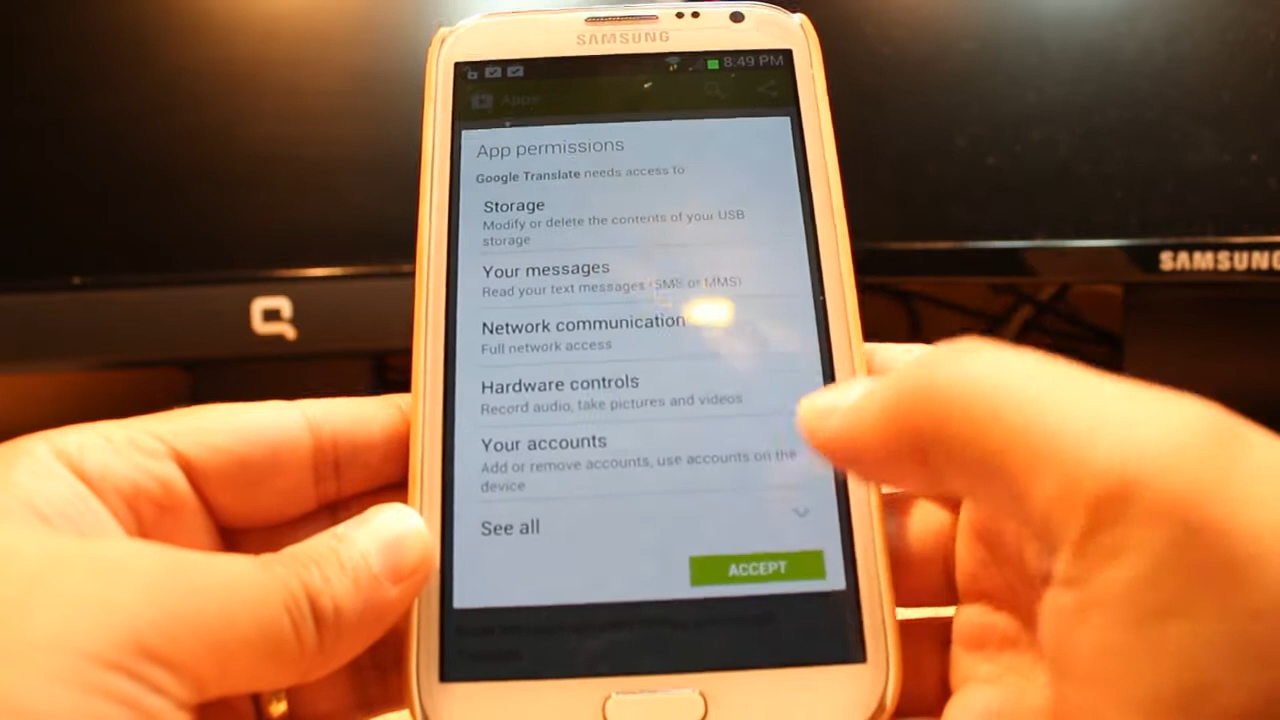 SAMSUNG
8:49 PM
Apps
App permissions
Google Translate needs access to
Storage
Modify or delete the contents of your USB
storage
Your messages
Read your text messages (SMS or MMS)
Network communication
Full network access
Hardware controls
Record audio, take pictures and videos
Your accounts
Add or remove accounts, use accounts on the
device
See all
ACCEPT
SAMSUNG